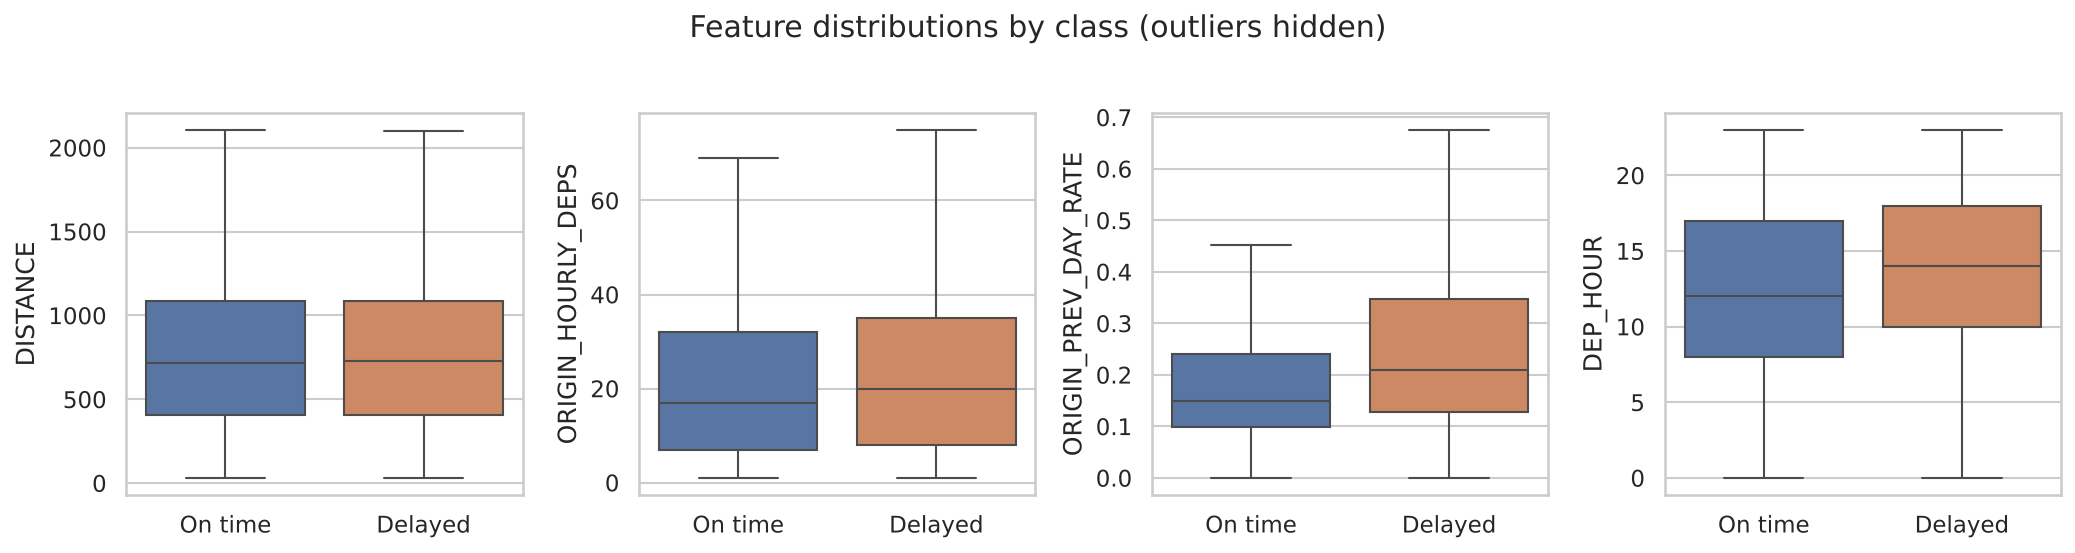 Feature distributions by class (outliers hidden)
DISTANCE
2000
1500
1000
500
0
On time
Delayed
ORIGIN_HOURLY_DEPS
60
40
20
0
On time
Delayed
ORIGIN_PREV_DAY_RATE
0.7
0.6
0.5
0.4
0.3
0.2
0.1
0.0
On time
Delayed
DEP_HOUR
20
15
10
5
0
On time
Delayed